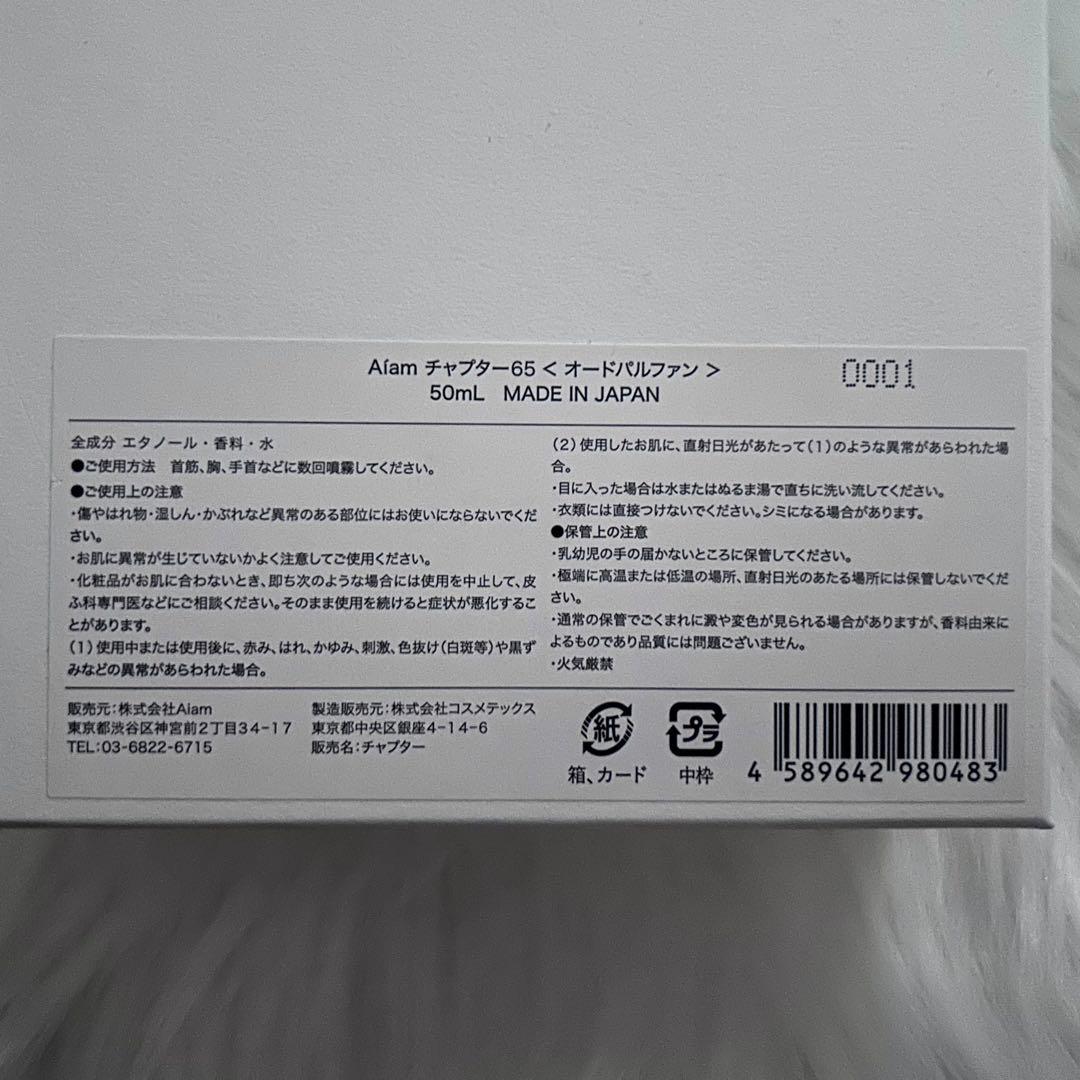 Aíam チャプター65 < オードパルファン >
50mL MADE IN JAPAN
0001
全成分 エタノール・香料・水
●ご使用方法 首筋、胸、手首などに数回噴霧してください。
●ご使用上の注意
・傷やはれ物・湿しん・かぶれなど異常のある部位にはお使いにならないでくだ
さい。
・お肌に異常が生じていないかよく注意してご使用ください。
・化粧品がお肌に合わないとき、即ち次のような場合には使用を中止して、皮
ふ科専門医などにご相談ください。そのまま使用を続けると症状が悪化するこ
とがあります。
(1)使用中または使用後に、赤み、はれ、かゆみ、刺激、色抜け(白斑等)や黒ず
みなどの異常があらわれた場合。
(2)使用したお肌に、直射日光があたって(1)のような異常があらわれた場
合。
・目に入った場合は水またはぬるま湯で直ちに洗い流してください。
・衣類には直接つけないでください。シミになる場合があります。
●保管上の注意
・乳幼児の手の届かないところに保管してください。
・極端に高温または低温の場所、直射日光のあたる場所には保管しないでくだ
さい。
・通常の保管でごくまれに澱や変色が見られる場合がありますが、香料由来に
よるものであり品質には問題ございません。
・火気厳禁
販売元:株式会社Aiam
東京都渋谷区神宮前2丁目34-17
TEL:03-6822-6715
製造販売元:株式会社コスメテックス
東京都中央区銀座4-14-6
販売名:チャプター
紙
箱、カード
プラ
中枠
4 589642 980483